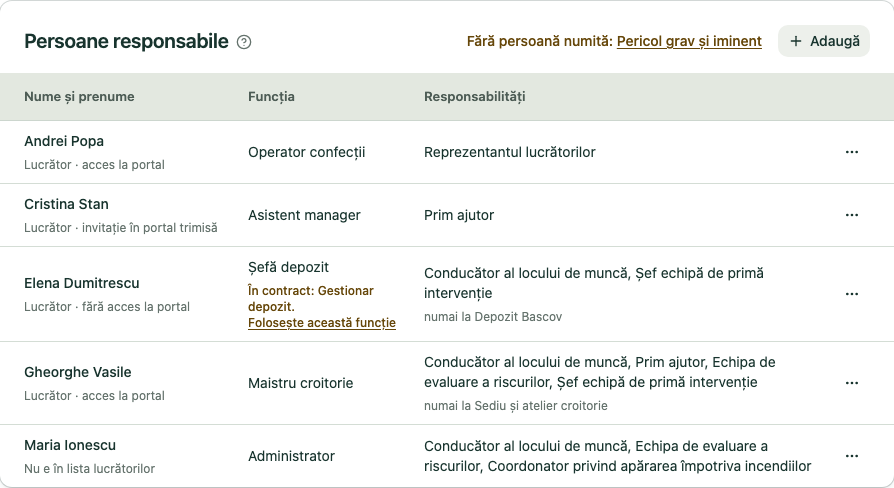 Persoane responsabile ?
Fără persoană numită: Pericol grav și iminent
+ Adaugă
Nume și prenume
Funcția
Responsabilități
Andrei Popa
Lucrător · acces la portal
Operator confecții
Reprezentantul lucrătorilor
Cristina Stan
Lucrător · invitație în portal trimisă
Asistent manager
Prim ajutor
Elena Dumitrescu
Lucrător · fără acces la portal
Șefă depozit
În contract: Gestionar
depozit.
Folosește această funcție
Conducător al locului de muncă, Șef echipă de primă
intervenție
numai la Depozit Bascov
Gheorghe Vasile
Lucrător · acces la portal
Maistru croitorie
Conducător al locului de muncă, Prim ajutor, Echipa de
evaluare a riscurilor, Șef echipă de primă intervenție
numai la Sediu și atelier croitorie
Maria Ionescu
Nu e în lista lucrătorilor
Administrator
Conducător al locului de muncă, Echipa de evaluare a
riscurilor, Coordonator privind apărarea împotriva incendiilor